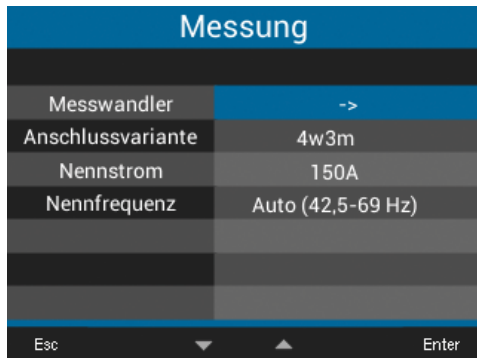 Messung
Messwandler ->
Anschlussvariante 4w3m
Nennstrom 150A
Nennfrequenz Auto (42,5-69 Hz)
Esc Enter